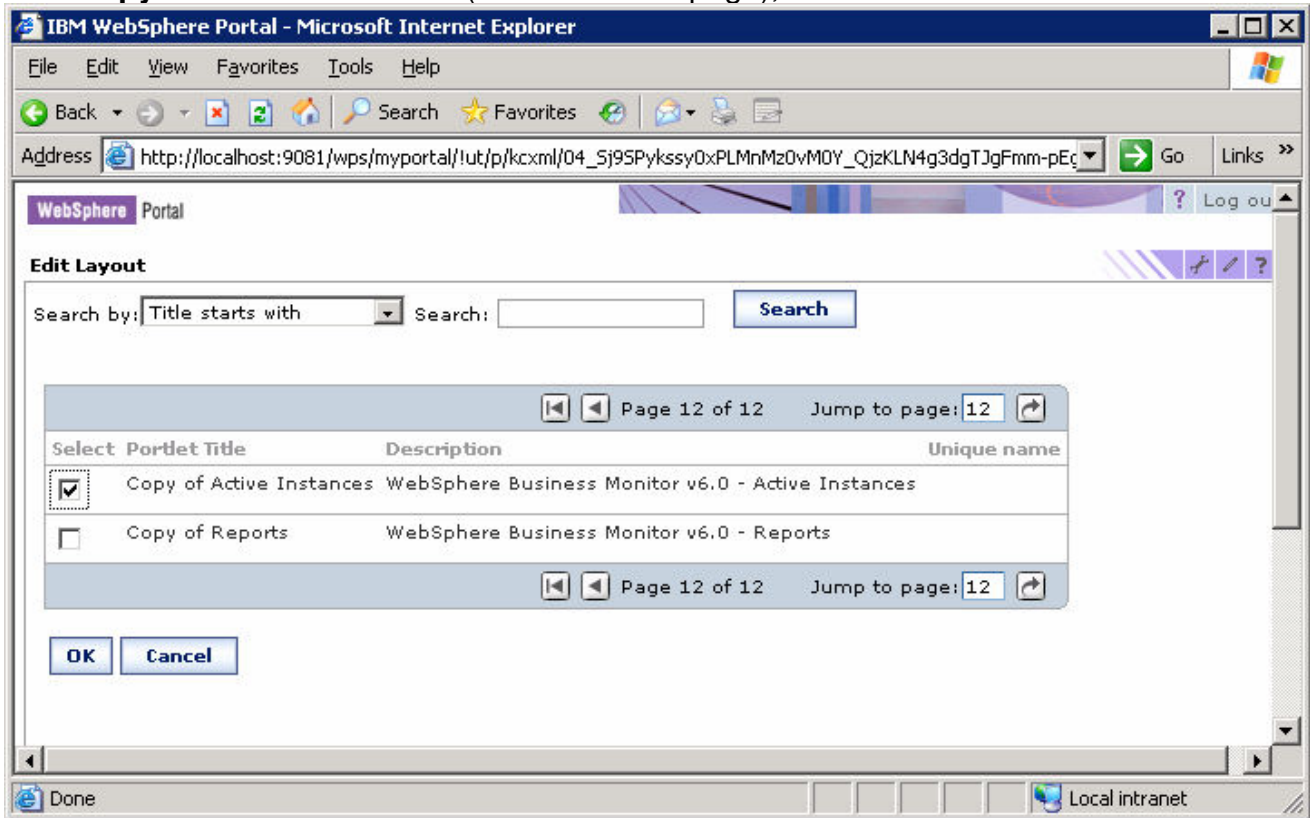 IBM WebSphere Portal - Microsoft Internet Explorer
File Edit View Favorites Tools Help
Back Search Favorites
Address http://localhost:9081/wps/myportal/!ut/p/kcxml/04_Sj9SPykssy0xPLMnMz0vM0Y_QjzKLN4g3dgTJgFmm-pEc Go Links »
WebSphere Portal ? Log ou
Edit Layout ?
Search by: Title starts with Search: Search
Page 12 of 12 Jump to page: 12
Select Portlet Title Description Unique name
Copy of Active Instances WebSphere Business Monitor v6.0 - Active Instances
Copy of Reports WebSphere Business Monitor v6.0 - Reports
Page 12 of 12 Jump to page: 12
OK Cancel
Done Local intranet